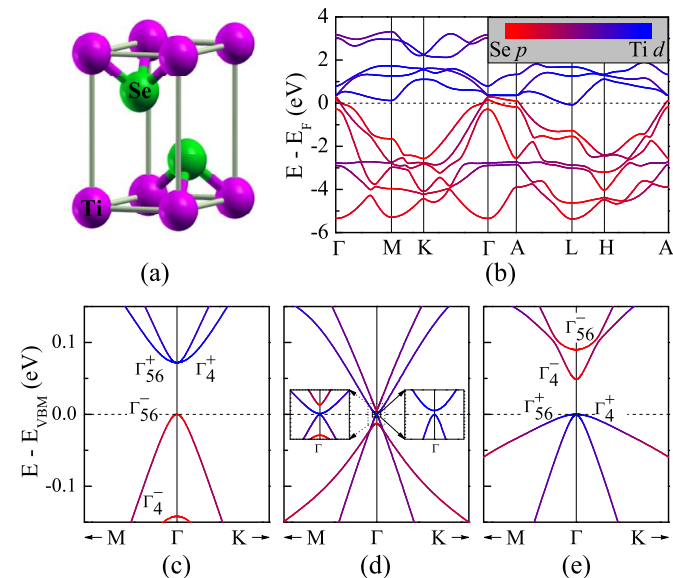 (a)
Se
Ti
(a)
(b)
E - E_F (eV)
4
2
0
-2
-4
-6
Se p
Ti d
Γ M K Γ A L H A
(b)
E - E_VBM (eV)
0.1
0.0
-0.1
Γ56+ Γ4+
Γ56-
Γ4-
Γ
Γ
Γ56-
Γ4-
Γ56+ Γ4+
← M Γ K →
← M Γ K →
← M Γ K →
(c)
(d)
(e)